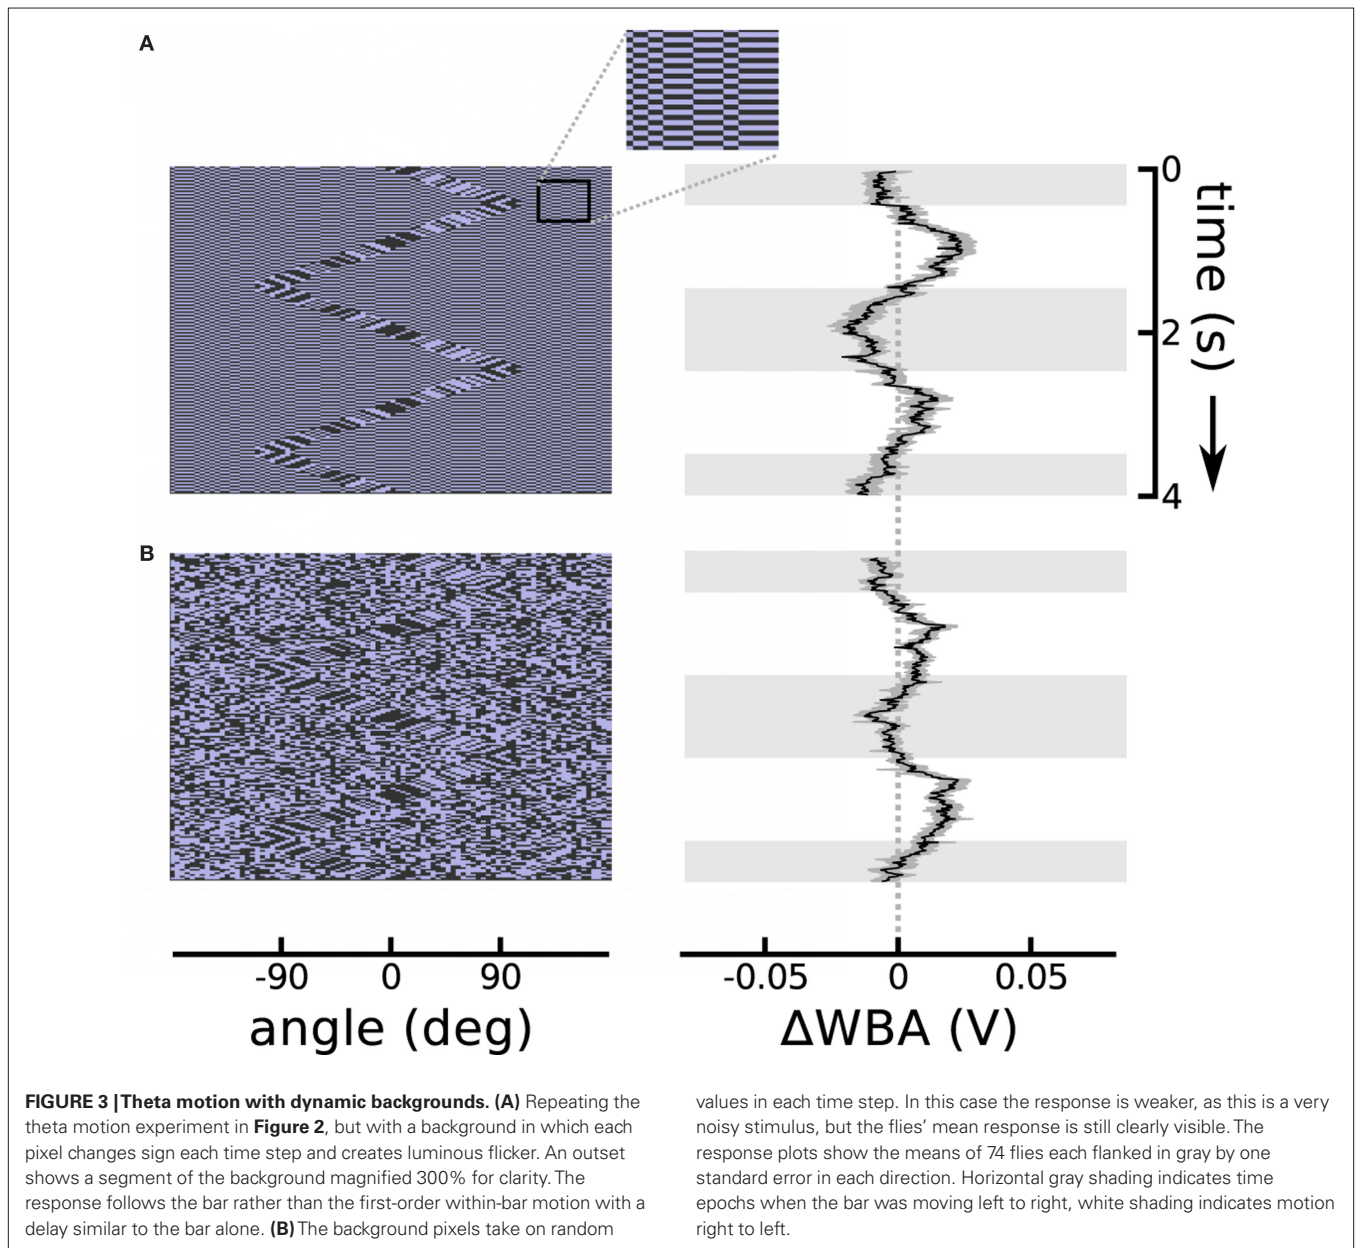 A
0
2
4
time (s)
B
-90 0 90
angle (deg)
-0.05 0 0.05
ΔWBA (V)
FIGURE 3 | Theta motion with dynamic backgrounds. (A) Repeating the
theta motion experiment in Figure 2, but with a background in which each
pixel changes sign each time step and creates luminous flicker. An outset
shows a segment of the background magnified 300% for clarity. The
response follows the bar rather than the first-order within-bar motion with a
delay similar to the bar alone. (B) The background pixels take on random
values in each time step. In this case the response is weaker, as this is a very
noisy stimulus, but the flies' mean response is still clearly visible. The
response plots show the means of 74 flies each flanked in gray by one
standard error in each direction. Horizontal gray shading indicates time
epochs when the bar was moving left to right, white shading indicates motion
right to left.